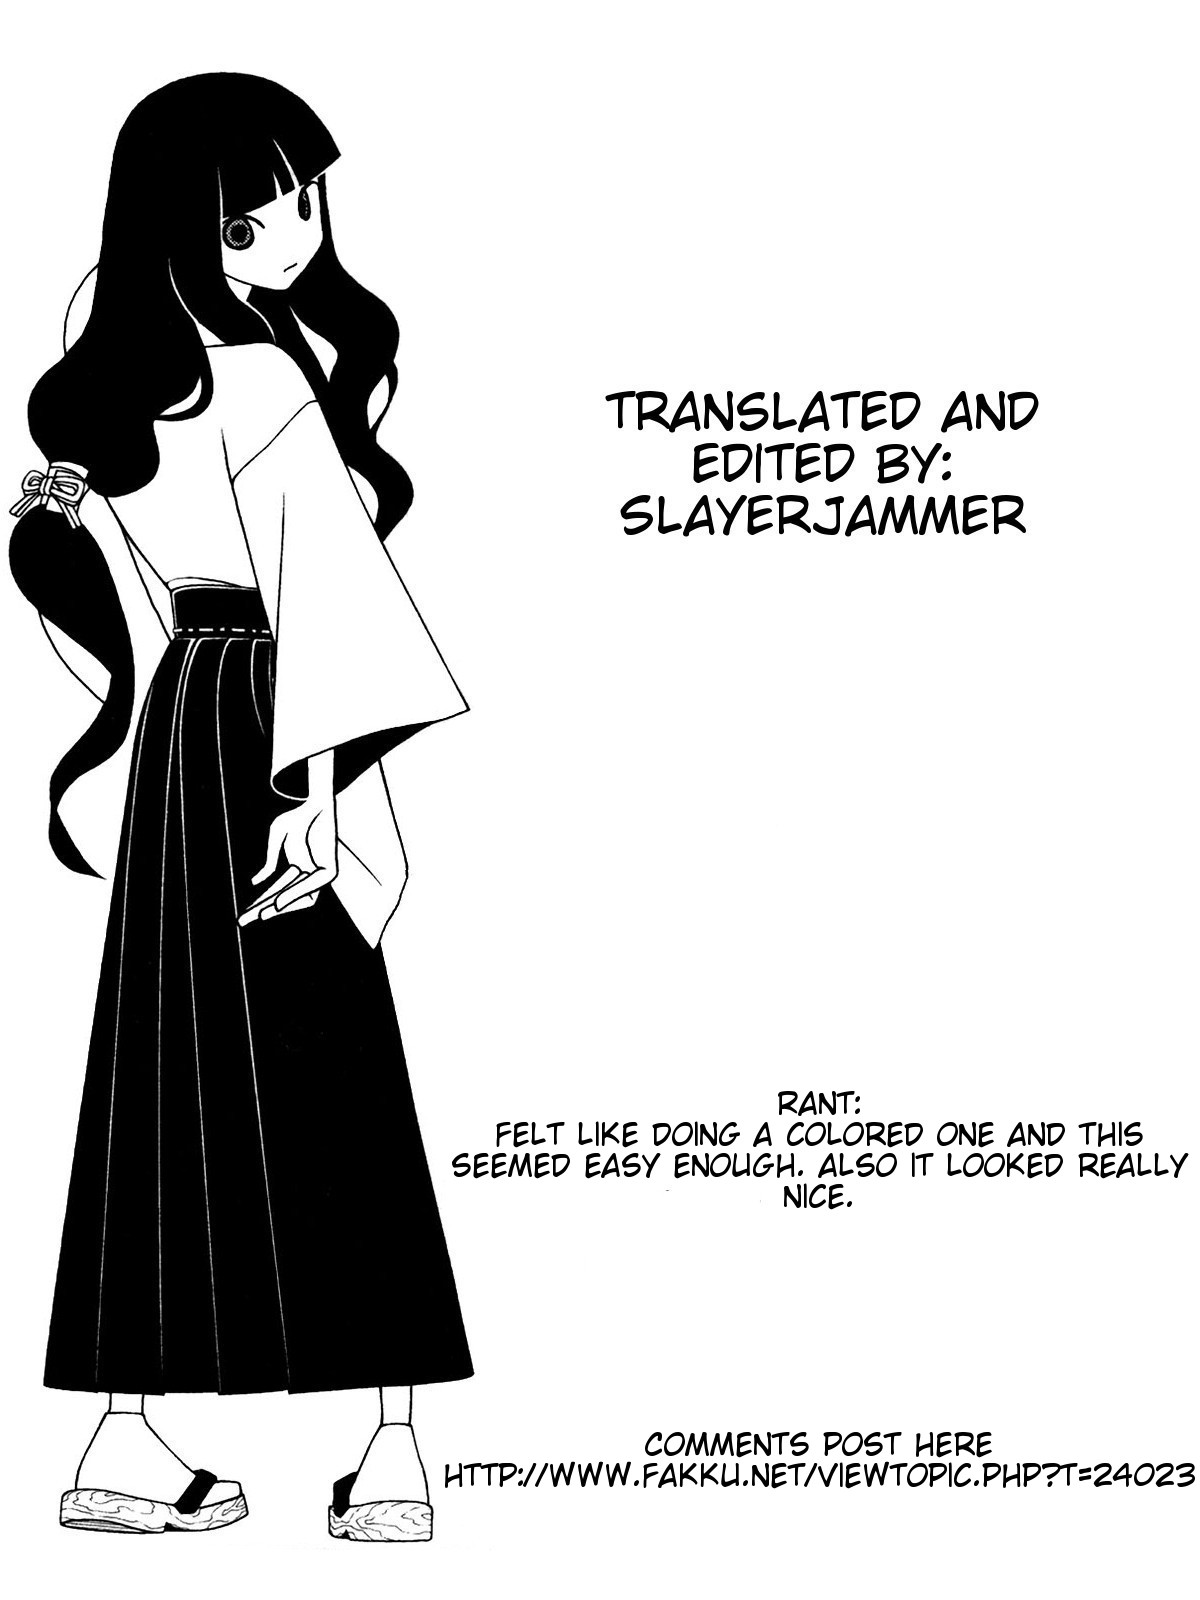 TRANSLATED AND
EDITED BY:
SLAYERJAMMER
RANT:
FELT LIKE DOING A COLORED ONE AND THIS
SEEMED EASY ENOUGH. ALSO IT LOOKED REALLY
NICE.
COMMENTS POST HERE
HTTP://WWW.FAKKU.NET/VIEWTOPIC.PHP?T=24023